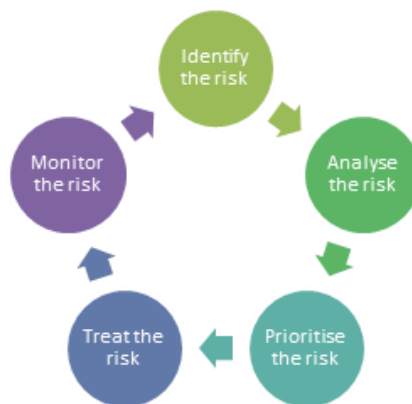 Identify
the risk
Analyse
the risk
Prioritise
the risk
Treat the
risk
Monitor
the risk